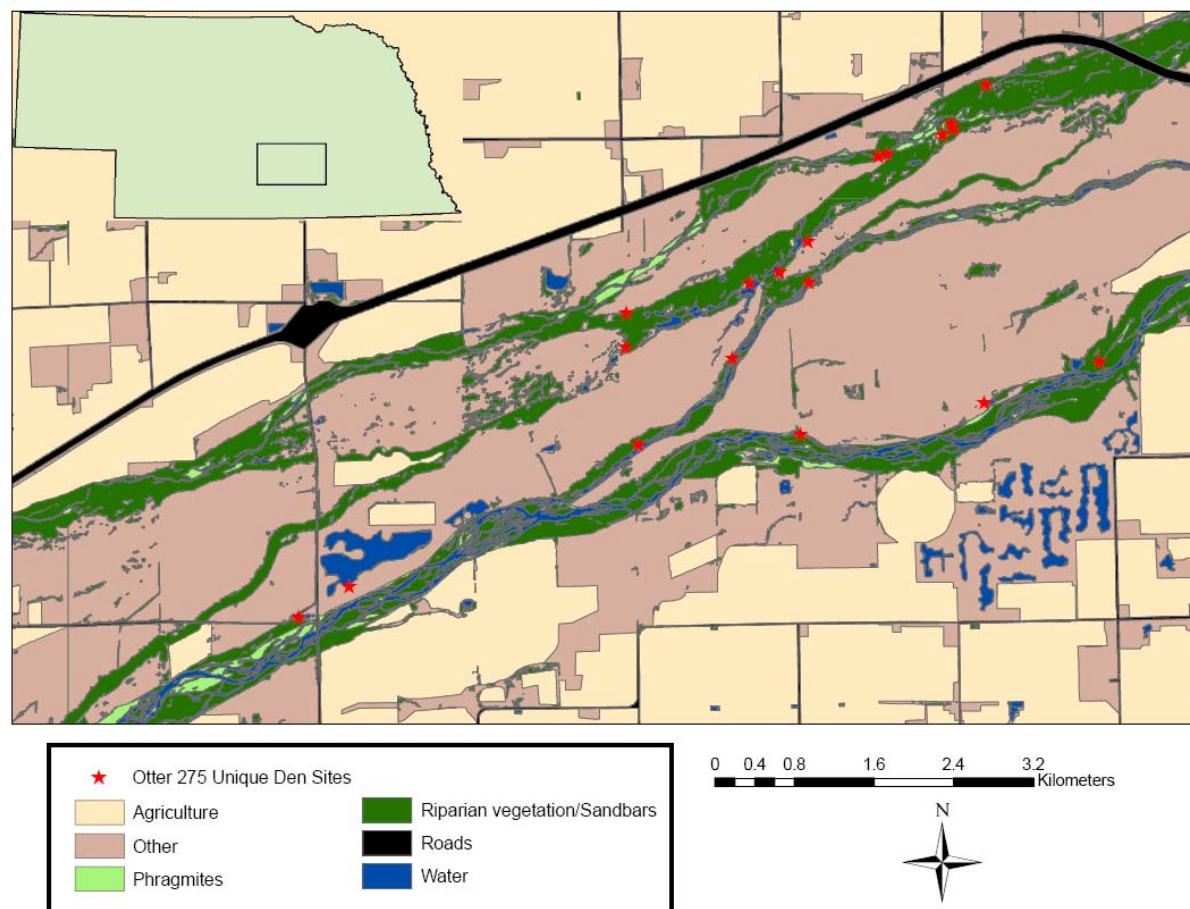 Otter 275 Unique Den Sites
Agriculture
Other
Phragmites
Riparian vegetation/Sandbars
Roads
Water
0 0.4 0.8 1.6 2.4 3.2
Kilometers
N